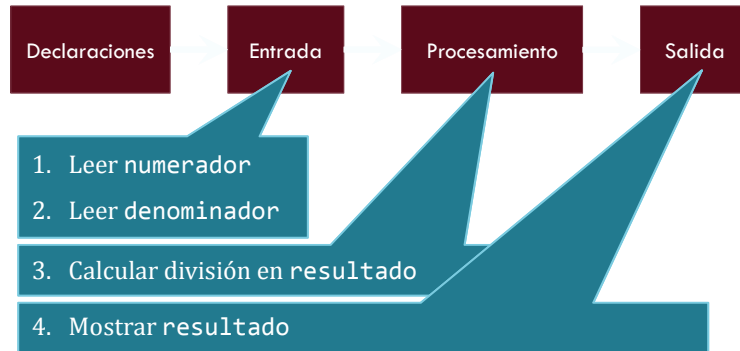 Declaraciones
Entrada
Procesamiento
Salida
1. Leer numerador
2. Leer denominador
3. Calcular división en resultado
4. Mostrar resultado